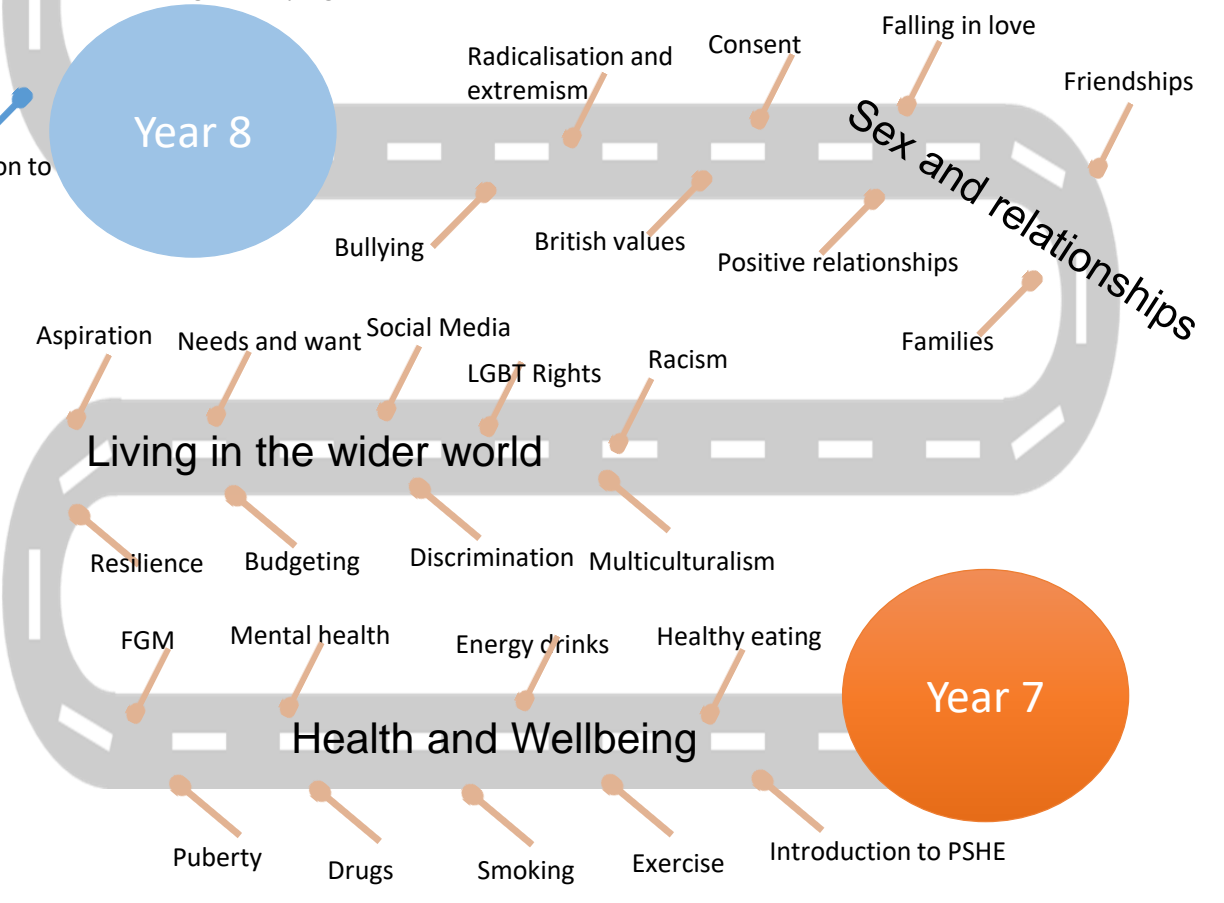 Year 8
Radicalisation and
extremism
Consent
Falling in love
Friendships
on to
Sex and relationships
Bullying
British values
Positive relationships
Families
Aspiration
Needs and want
Social Media
LGBT Rights
Racism
Living in the wider world
Resilience
Budgeting
Discrimination
Multiculturalism
FGM
Mental health
Energy drinks
Healthy eating
Year 7
Health and Wellbeing
Puberty
Drugs
Smoking
Exercise
Introduction to PSHE